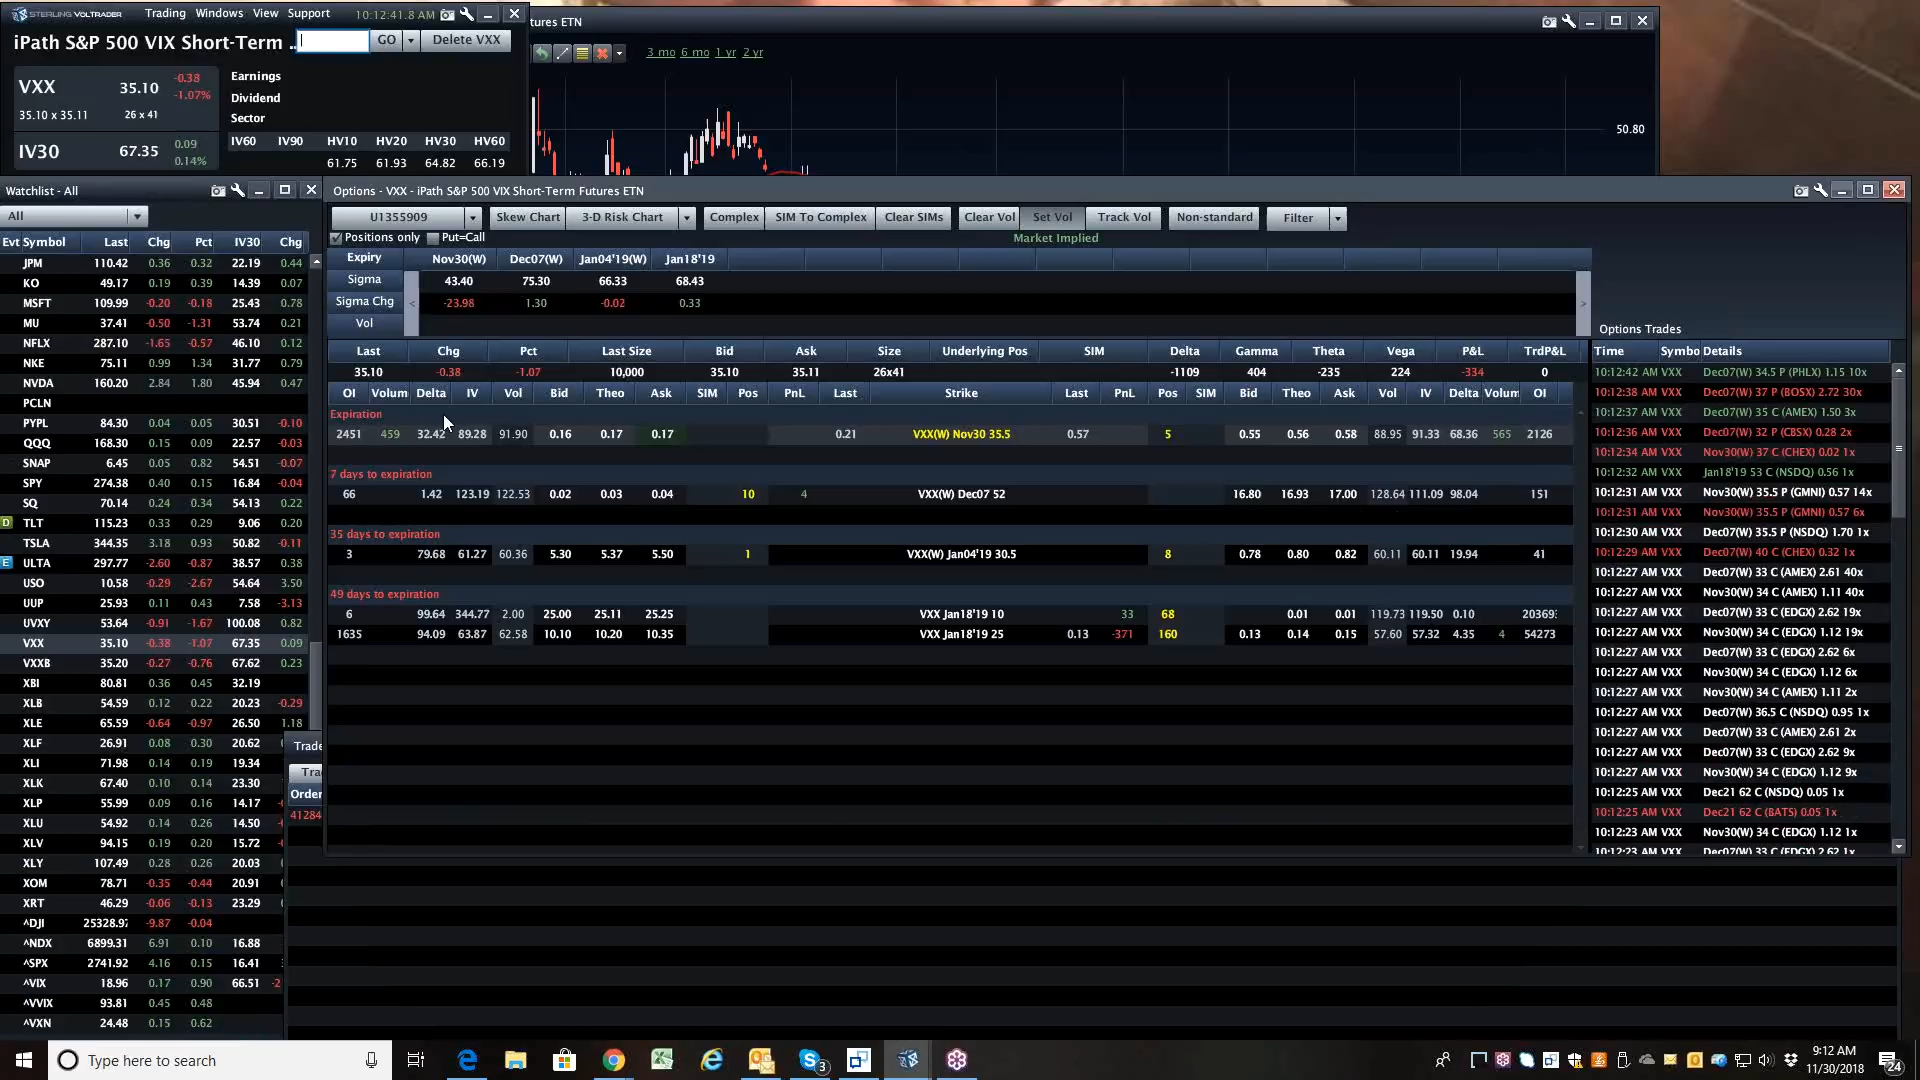 STERLING VOLTRADER Trading Windows View Support 10:12:41.8 AM
iPath S&P 500 VIX Short-Term ... GO Delete VXX
VXX 35.10 -0.38 -1.07%
35.10 x 35.11 26 x 41
IV30 67.35 0.09 0.14%
Earnings
Dividend
Sector
IV60 IV90 HV10 HV20 HV30 HV60
61.75 61.93 64.82 66.19
tures ETN
3 mo 6 mo 1 yr 2 yr
50.80
Watchlist - All
All
Evt Symbol Last Chg Pct IV30 Chg
JPM 110.42 0.36 0.32 22.19 0.44
KO 49.17 0.19 0.39 14.39 0.07
MSFT 109.99 -0.20 -0.18 25.43 0.78
MU 37.41 -0.50 -1.31 53.74 0.21
NFLX 287.10 -1.65 -0.57 46.10 0.12
NKE 75.11 0.99 1.34 31.77 0.79
NVDA 160.20 2.84 1.80 45.94 0.47
PCLN
PYPL 84.30 0.04 0.05 30.51 -0.10
QQQ 168.30 0.15 0.09 22.57 -0.03
SNAP 6.45 0.05 0.82 54.51 -0.07
SPY 274.38 0.40 0.15 16.84 -0.04
SQ 70.14 0.24 0.34 54.13 0.22
D TLT 115.23 0.33 0.29 9.06 0.20
TSLA 344.35 3.18 0.93 50.82 -0.11
E ULTA 297.77 -2.60 -0.87 38.57 0.38
USO 10.58 -0.29 -2.67 54.64 3.50
UUP 25.93 0.11 0.43 7.58 -3.13
UVXY 53.64 -0.91 -1.67 100.08 0.82
VXX 35.10 -0.38 -1.07 67.35 0.09
VXXB 35.20 -0.27 -0.76 67.62 0.23
XBI 80.81 0.36 0.45 32.19
XLB 54.59 0.12 0.22 20.23 -0.29
XLE 65.59 -0.64 -0.97 26.50 1.18
XLF 26.91 0.08 0.30 20.62
XLI 71.98 0.14 0.19 19.34
XLK 67.40 0.10 0.14 23.30
XLP 55.99 0.09 0.16 14.17
XLU 54.92 0.14 0.26 14.50
XLV 94.15 0.19 0.20 15.72
XLY 107.49 0.28 0.26 20.03
XOM 78.71 -0.35 -0.44 20.91
XRT 46.29 -0.06 -0.13 23.29
^DJI 25328.9 -9.87 -0.04
^NDX 6899.31 6.91 0.10 16.88
^SPX 2741.92 4.16 0.15 16.41
^VIX 18.96 0.17 0.90 66.51 -2
^VVIX 93.81 0.45 0.48
^VXN 24.48 0.15 0.62
Trade
Tra
Order
41284
Options - VXX - iPath S&P 500 VIX Short-Term Futures ETN
U1355909 Skew Chart 3-D Risk Chart Complex SIM To Complex Clear SIMs Clear Vol Set Vol Track Vol Non-standard Filter
Positions only Put=Call Market Implied
Expiry Nov30(W) Dec07(W) Jan04'19(W) Jan18'19
Sigma 43.40 75.30 66.33 68.43
Sigma Chg -23.98 1.30 -0.02 0.33
Vol
Last Chg Pct Last Size Bid Ask Size Underlying Pos SIM Delta Gamma Theta Vega P&L TrdP&L
35.10 -0.38 -1.07 10,000 35.10 35.11 26x41 -1109 404 -235 224 -334 0
OI Volum Delta IV Vol Bid Theo Ask SIM Pos PnL Last Strike Last PnL Pos SIM Bid Theo Ask Vol IV Delta Volum OI
Expiration
2451 459 32.42 89.28 91.90 0.16 0.17 0.17 0.21 VXX(W) Nov30 35.5 0.57 5 0.55 0.56 0.58 88.95 91.33 68.36 565 2126
7 days to expiration
66 1.42 123.19 122.53 0.02 0.03 0.04 10 4 VXX(W) Dec07 52 16.80 16.93 17.00 128.64 111.09 98.04 151
35 days to expiration
3 79.68 61.27 60.36 5.30 5.37 5.50 1 VXX(W) Jan04'19 30.5 8 0.78 0.80 0.82 60.11 60.11 19.94 41
49 days to expiration
6 99.64 344.77 2.00 25.00 25.11 25.25 VXX Jan18'19 10 33 68 0.01 0.01 119.73 119.50 0.10 20369
1635 94.09 63.87 62.58 10.10 10.20 10.35 VXX Jan18'19 25 0.13 -371 160 0.13 0.14 0.15 57.60 57.32 4.35 4 54273
Options Trades
Time Symbo Details
10:12:42 AM VXX Dec07(W) 34.5 P (PHLX) 1.15 10x
10:12:38 AM VXX Dec07(W) 37 P (BOSX) 2.72 30x
10:12:37 AM VXX Dec07(W) 35 C (AMEX) 1.50 3x
10:12:36 AM VXX Dec07(W) 32 P (CBSX) 0.28 2x
10:12:34 AM VXX Nov30(W) 37 C (CHEX) 0.02 1x
10:12:32 AM VXX Jan18'19 53 C (NSDQ) 0.56 1x
10:12:31 AM VXX Nov30(W) 35.5 P (GMNI) 0.57 14x
10:12:31 AM VXX Nov30(W) 35.5 P (GMNI) 0.57 6x
10:12:30 AM VXX Dec07(W) 35.5 P (NSDQ) 1.70 1x
10:12:29 AM VXX Dec07(W) 40 C (CHEX) 0.32 1x
10:12:27 AM VXX Dec07(W) 33 C (AMEX) 2.61 40x
10:12:27 AM VXX Nov30(W) 34 C (AMEX) 1.11 40x
10:12:27 AM VXX Dec07(W) 33 C (EDGX) 2.62 19x
10:12:27 AM VXX Nov30(W) 34 C (EDGX) 1.12 19x
10:12:27 AM VXX Dec07(W) 33 C (EDGX) 2.62 6x
10:12:27 AM VXX Nov30(W) 34 C (EDGX) 1.12 6x
10:12:27 AM VXX Nov30(W) 34 C (AMEX) 1.11 2x
10:12:27 AM VXX Dec07(W) 36.5 C (NSDQ) 0.95 1x
10:12:27 AM VXX Dec07(W) 33 C (AMEX) 2.61 2x
10:12:27 AM VXX Dec07(W) 33 C (EDGX) 2.62 9x
10:12:27 AM VXX Nov30(W) 34 C (EDGX) 1.12 9x
10:12:25 AM VXX Dec21 62 C (NSDQ) 0.05 1x
10:12:25 AM VXX Dec21 62 C (BATS) 0.05 1x
10:12:23 AM VXX Nov30(W) 34 C (EDGX) 1.12 1x
10:12:23 AM VXX Dec07(W) 33 C (EDGX) 2.62 1x
Type here to search
3
9:12 AM
11/30/2018
24